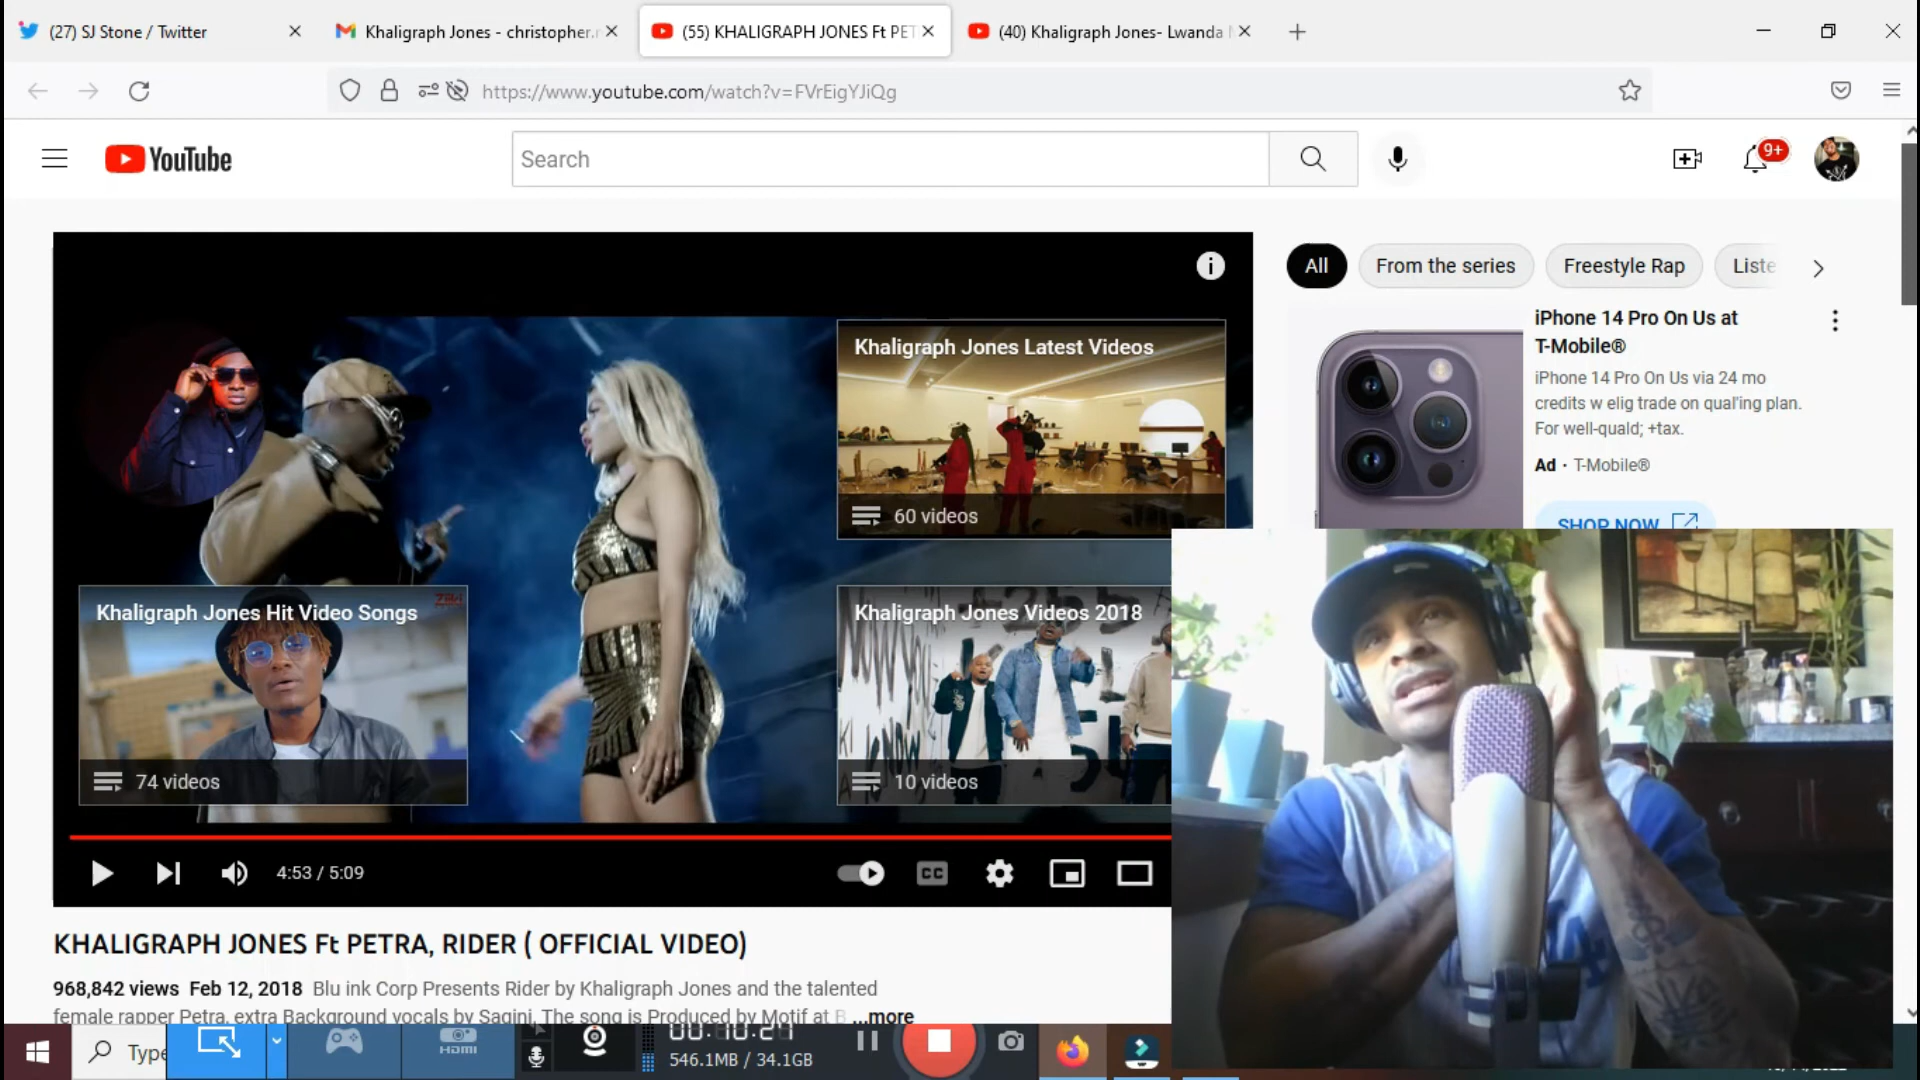 (27) SJ Stone / Twitter
Khaligraph Jones - christopher.
(55) KHALIGRAPH JONES Ft PET
(40) Khaligraph Jones- Lwanda
https://www.youtube.com/watch?v=FVrEigYJiQg
YouTube
Search
9+
All
From the series
Freestyle Rap
Liste
Khaligraph Jones Latest Videos
60 videos
Khaligraph Jones Hit Video Songs
74 videos
Khaligraph Jones Videos 2018
10 videos
iPhone 14 Pro On Us at
T-Mobile®
iPhone 14 Pro On Us via 24 mo
credits w elig trade on qual'ing plan.
For well-quald; +tax.
Ad · T-Mobile®
SHOP NOW
4:53 / 5:09
CC
KHALIGRAPH JONES Ft PETRA, RIDER ( OFFICIAL VIDEO)
968,842 views Feb 12, 2018 Blu ink Corp Presents Rider by Khaligraph Jones and the talented
female rapper Petra, extra Background vocals by Sagini, The song is Produced by Motif at B ...more
Type
HDMI
546.1MB / 34.1GB